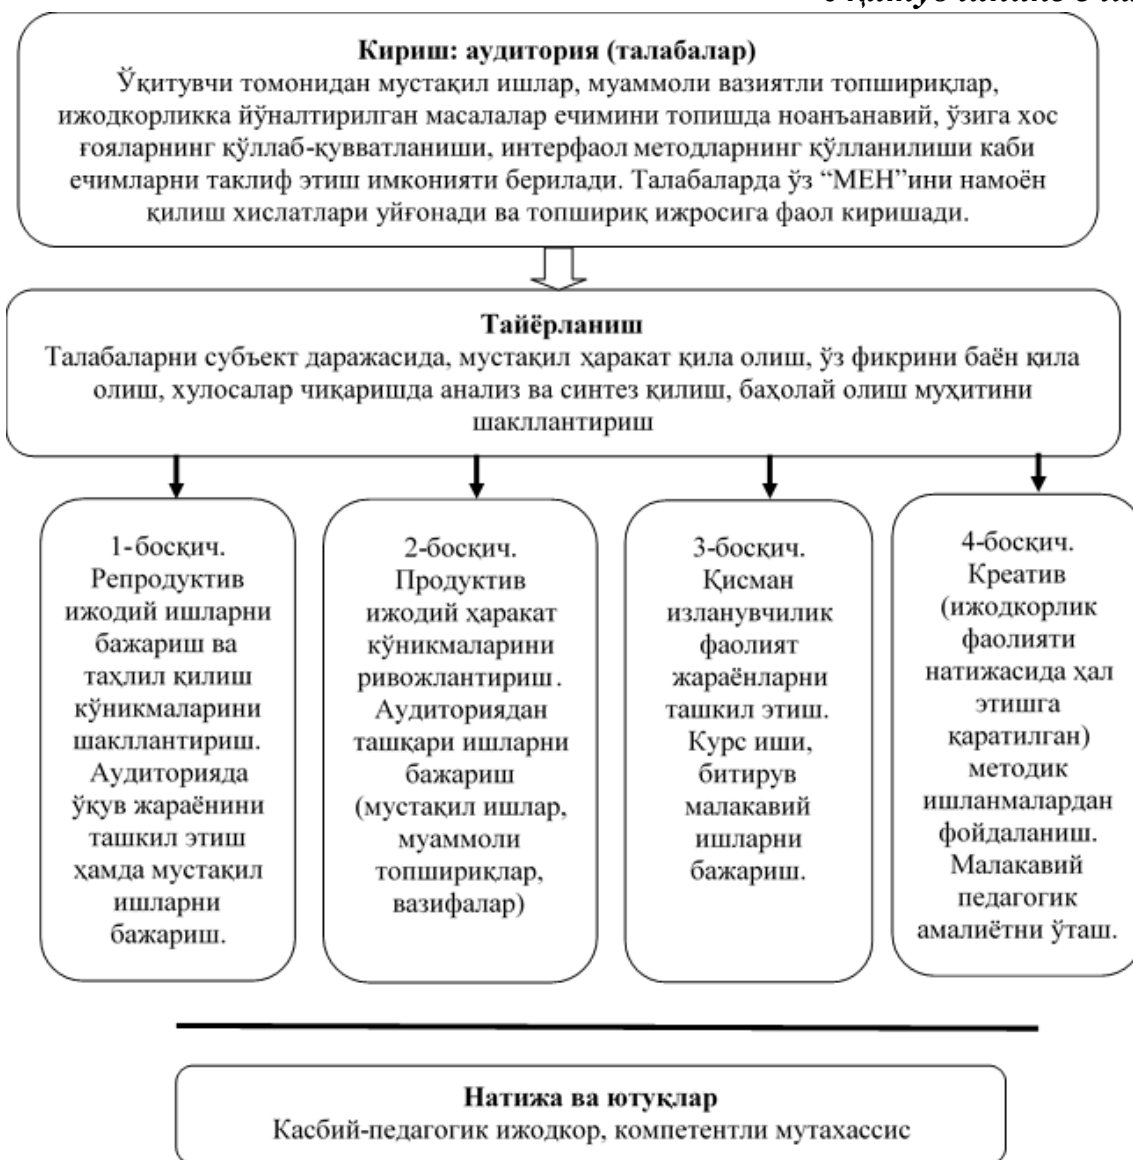 Кириш: аудитория (талабалар)
Ўқитувчи томонидан мустақил ишлар, муаммоли вазиятли топшириқлар,
ижодкорликка йўналтирилган масалалар ечимини топишда ноанъанавий, ўзига хос
ғояларнинг қўллаб-қувватланиши, интерфаол методларнинг қўлланилиши каби
ечимларни таклиф этиш имконияти берилади. Талабаларда ўз “МЕН”ини намоён
қилиш хислатлари уйғонади ва топшириқ ижросига фаол киришади.
Тайёрланиш
Талабаларни субъект даражасида, мустақил ҳаракат қила олиш, ўз фикрини баён қила
олиш, хулосалар чиқаришда анализ ва синтез қилиш, баҳолай олиш муҳитини
шакллантириш
1-босқич.
Репродуктив
ижодий ишларни
бажариш ва
таҳлил қилиш
кўникмаларини
шакллантириш.
Аудиторияда
ўқув жараёнини
ташкил этиш
ҳамда мустақил
ишларни
бажариш.
2-босқич.
Продуктив
ижодий ҳаракат
кўникмаларини
ривожлантириш.
Аудиториядан
ташқари ишларни
бажариш
(мустақил ишлар,
муаммоли
топшириқлар,
вазифалар)
3-босқич.
Қисман
изланувчилик
фаолият
жараёнларни
ташкил этиш.
Курс иши,
битирув
малакавий
ишларни
бажариш.
4-босқич.
Креатив
(ижодкорлик
фаолияти
натижасида ҳал
этишга
қаратилган)
методик
ишланмалардан
фойдаланиш.
Малакавий
педагогик
амалиётни ўташ.
Натижа ва ютуқлар
Касбий-педагогик ижодкор, компетентли мутахассис